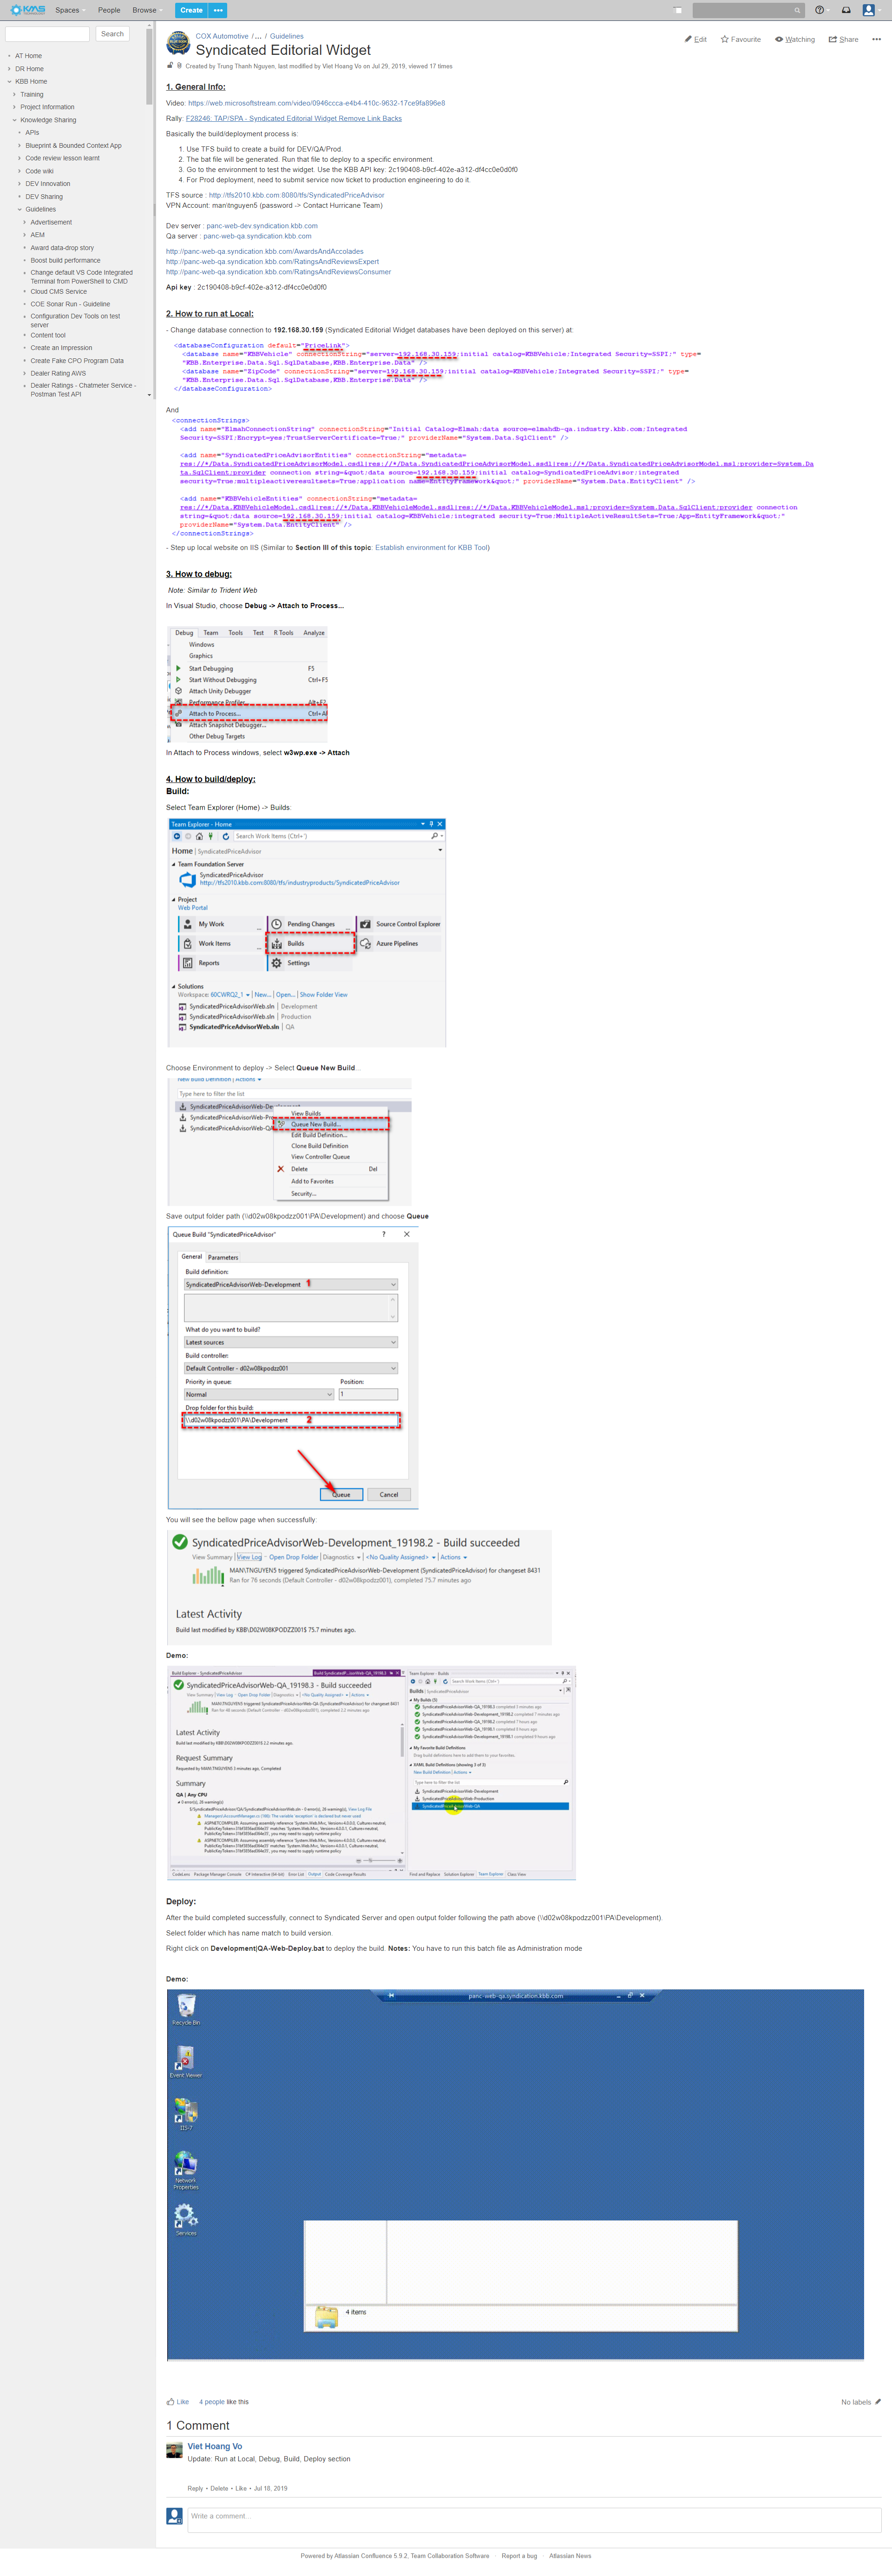 KMS
TECHNOLOGY
Spaces
People
Browse
Create
•••
Search
AT Home
DR Home
KBB Home
Training
Project Information
Knowledge Sharing
APIs
Blueprint & Bounded Context App
Code review lesson learnt
Code wiki
DEV Innovation
DEV Sharing
Guidelines
Advertisement
AEM
Award data-drop story
Boost build performance
Change default VS Code Integrated
Terminal from PowerShell to CMD
Cloud CMS Service
COE Sonar Run - Guideline
Configuration Dev Tools on test
server
Content tool
Create an Impression
Create Fake CPO Program Data
Dealer Rating AWS
Dealer Ratings - Chatmeter Service -
Postman Test API
COX Automotive /… / Guidelines
Syndicated Editorial Widget
Edit
Favourite
Watching
Share
•••
Created by Trung Thanh Nguyen, last modified by Viet Hoang Vo on Jul 29, 2019, viewed 17 times
1. General Info:
Video: https://web.microsoftstream.com/video/0946ccca-e4b4-410c-9632-17ce9fa896e8
Rally: F28246: TAP/SPA - Syndicated Editorial Widget Remove Link Backs
Basically the build/deployment process is:
1. Use TFS build to create a build for DEV/QA/Prod.
2. The bat file will be generated. Run that file to deploy to a specific environment.
3. Go to the environment to test the widget. Use the KBB API key: 2c190408-b9cf-402e-a312-df4cc0e0d0f0
4. For Prod deployment, need to submit service now ticket to production engineering to do it.
TFS source : http://tfs2010.kbb.com:8080/tfs/SyndicatedPriceAdvisor
VPN Account: man\tnguyen5 (password -> Contact Hurricane Team)
Dev server : panc-web-dev.syndication.kbb.com
Qa server : panc-web-qa.syndication.kbb.com
http://panc-web-qa.syndication.kbb.com/AwardsAndAccolades
http://panc-web-qa.syndication.kbb.com/RatingsAndReviewsExpert
http://panc-web-qa.syndication.kbb.com/RatingsAndReviewsConsumer
Api key : 2c190408-b9cf-402e-a312-df4cc0e0d0f0
2. How to run at Local:
- Change database connection to 192.168.30.159 (Syndicated Editorial Widget databases have been deployed on this server) at:
<databaseConfiguration default="PriceLink">
<database name="KBBVehicle" connectionString="server=192.168.30.159;initial catalog=KBBVehicle;Integrated Security=SSPI;" type=
"KBB.Enterprise.Data.Sql.SqlDatabase,KBB.Enterprise.Data" />
<database name="ZipCode" connectionString="server=192.168.30.159;initial catalog=KBBVehicle;Integrated Security=SSPI;" type=
"KBB.Enterprise.Data.Sql.SqlDatabase,KBB.Enterprise.Data" />
</databaseConfiguration>
And
<connectionStrings>
<add name="ElmahConnectionString" connectionString="Initial Catalog=Elmah;data source=elmahdb-qa.industry.kbb.com;Integrated
Security=SSPI;Encrypt=yes;TrustServerCertificate=True;" providerName="System.Data.SqlClient" />
<add name="SyndicatedPriceAdvisorEntities" connectionString="metadata=
res://*/Data.SyndicatedPriceAdvisorModel.csdl|res://*/Data.SyndicatedPriceAdvisorModel.ssdl|res://*/Data.SyndicatedPriceAdvisorModel.msl;provider=System.Da
ta.SqlClient;provider connection string=&quot;data source=192.168.30.159;initial catalog=SyndicatedPriceAdvisor;integrated
security=True;multipleactiveresultsets=True;application name=EntityFramework&quot;" providerName="System.Data.EntityClient" />
<add name="KBBVehicleEntities" connectionString="metadata=
res://*/Data.KBBVehicleModel.csdl|res://*/Data.KBBVehicleModel.ssdl|res://*/Data.KBBVehicleModel.msl;provider=System.Data.SqlClient;provider connection
string=&quot;data source=192.168.30.159;initial catalog=KBBVehicle;integrated security=True;MultipleActiveResultSets=True;App=EntityFramework&quot;"
providerName="System.Data.EntityClient" />
</connectionStrings>
- Step up local website on IIS (Similar to Section III of this topic: Establish environment for KBB Tool)
3. How to debug:
Note: Similar to Trident Web
In Visual Studio, choose Debug -> Attach to Process...
Debug Team Tools Test R Tools Analyze
Windows
Graphics
Start Debugging F5
Start Without Debugging Ctrl+F5
Attach Unity Debugger
Performance Profiler... Alt+F2
Attach to Process... Ctrl+Al
Attach Snapshot Debugger...
Other Debug Targets
In Attach to Process windows, select w3wp.exe -> Attach
4. How to build/deploy:
Build:
Select Team Explorer (Home) -> Builds:
Team Explorer - Home
Search Work Items (Ctrl+')
Home | SyndicatedPriceAdvisor
Team Foundation Server
SyndicatedPriceAdvisor
http://tfs2010.kbb.com:8080/tfs/industryproducts/SyndicatedPriceAdvisor
Project
Web Portal
My Work
Pending Changes
Source Control Explorer
Work Items
Builds
Azure Pipelines
Reports
Settings
Solutions
Workspace: 60CWRQ2_1 | New... | Open... | Show Folder View
SyndicatedPriceAdvisorWeb.sln | Development
SyndicatedPriceAdvisorWeb.sln | Production
SyndicatedPriceAdvisorWeb.sln | QA
Choose Environment to deploy -> Select Queue New Build...
New Build Definition | Actions
Type here to filter the list
SyndicatedPriceAdvisorWeb-Development
SyndicatedPriceAdvisorWeb-Pr
SyndicatedPriceAdvisorWeb-QA
View Builds
Queue New Build...
Edit Build Definition...
Clone Build Definition
View Controller Queue
Delete Del
Add to Favorites
Security...
Save output folder path (\\d02w08kpodzz001\PA\Development) and choose Queue
Queue Build "SyndicatedPriceAdvisor" ? ×
General Parameters
Build definition:
SyndicatedPriceAdvisorWeb-Development 1
What do you want to build?
Latest sources
Build controller:
Default Controller - d02w08kpodzz001
Priority in queue: Position:
Normal 1
Drop folder for this build:
\\d02w08kpodzz001\PA\Development 2
Queue Cancel
You will see the bellow page when successfully.
SyndicatedPriceAdvisorWeb-Development_19198.2 - Build succeeded
View Summary | View Log - Open Drop Folder | Diagnostics | <No Quality Assigned> | Actions
MAN\TNGUYEN5 triggered SyndicatedPriceAdvisorWeb-Development (SyndicatedPriceAdvisor) for changeset 8431
Ran for 76 seconds (Default Controller - d02w08kpodzz001), completed 75.7 minutes ago
Latest Activity
Build last modified by KBB\D02W08KPODZZ001$ 75.7 minutes ago.
Demo:
SyndicatedPriceAdvisorWeb-QA_19198.3 - Build succeeded
Latest Activity
Request Summary
Summary
QA | Any CPU
Type here to filter the list
SyndicatedPriceAdvisorWeb-Development
SyndicatedPriceAdvisorWeb-Production
Deploy:
After the build completed successfully, connect to Syndicated Server and open output folder following the path above (\\d02w08kpodzz001\PA\Development).
Select folder which has name match to build version.
Right click on Development|QA-Web-Deploy.bat to deploy the build. Notes: You have to run this batch file as Administration mode
Demo:
panc-web-qa.syndication.kbb.com
Recycle Bin
Event Viewer
IIS-7
Network
Properties
Services
4 items
Like 4 people like this
No labels
1 Comment
Viet Hoang Vo
Update: Run at Local, Debug, Build, Deploy section
Reply • Delete • Like • Jul 18, 2019
Write a comment…
Powered by Atlassian Confluence 5.9.2, Team Collaboration Software · Report a bug · Atlassian News